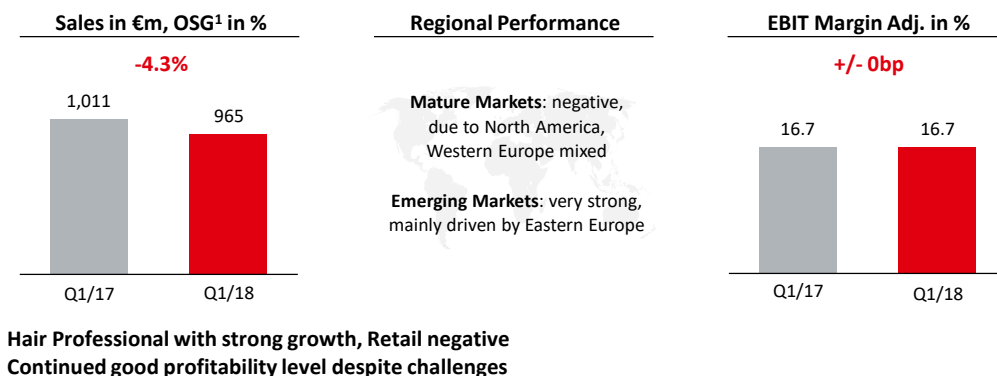 Sales in €m, OSG¹ in %
-4.3%
1,011
965
Q1/17
Q1/18
Regional Performance
Mature Markets: negative,
due to North America,
Western Europe mixed
Emerging Markets: very strong,
mainly driven by Eastern Europe
EBIT Margin Adj. in %
+/- 0bp
16.7
16.7
Q1/17
Q1/18
Hair Professional with strong growth, Retail negative
Continued good profitability level despite challenges